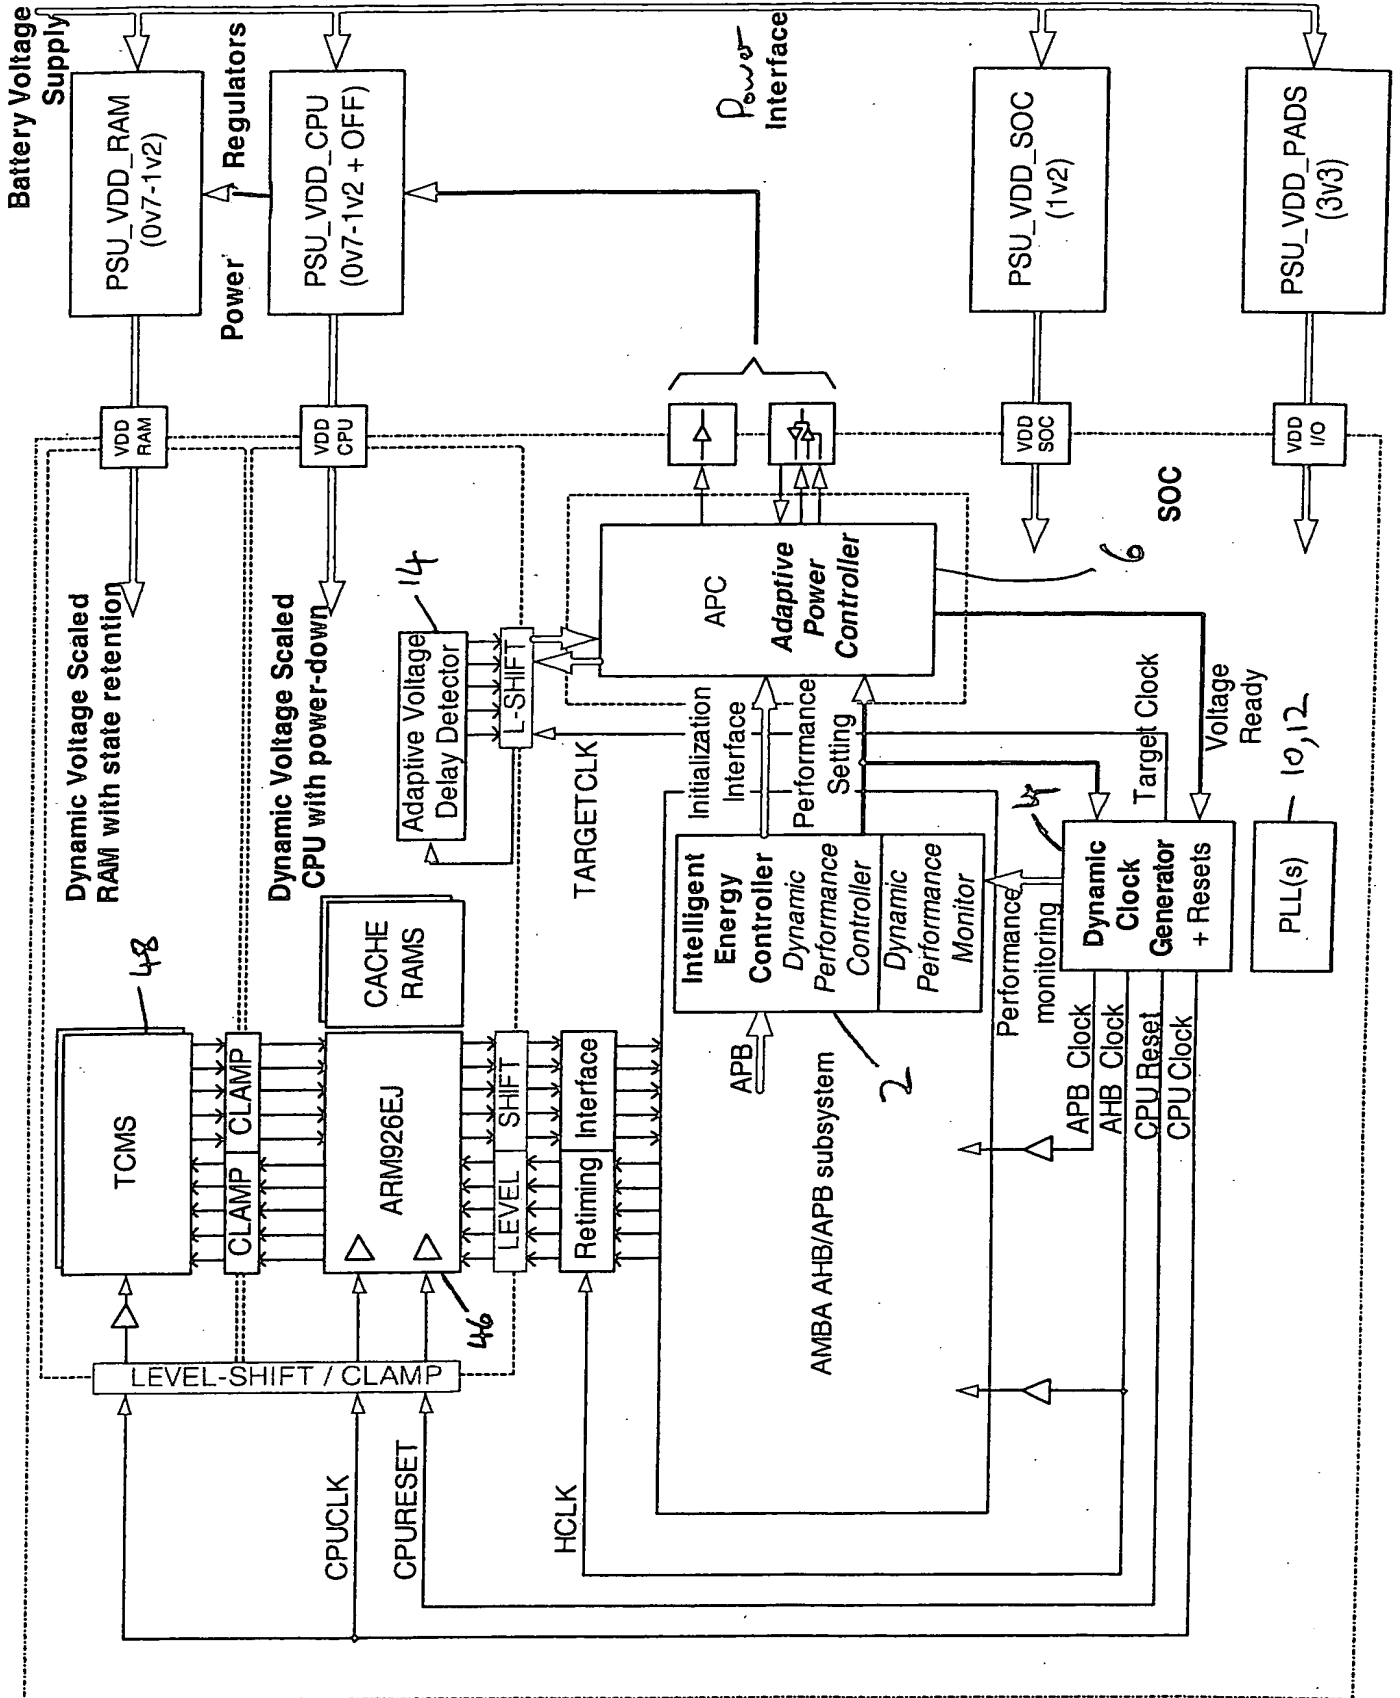 Battery Voltage
Supply
PSU_VDD_RAM
(0v7-1v2)
Power
Regulators
PSU_VDD_CPU
(0v7-1v2 + OFF)
Power
Interface
PSU_VDD_SOC
(1v2)
PSU_VDD_PADS
(3v3)
VDD
RAM
VDD
CPU
VDD
SOC
VDD
I/O
SOC
Dynamic Voltage Scaled
RAM with state retention
Dynamic Voltage Scaled
CPU with power-down
14
Adaptive Voltage
Delay Detector
L-SHIFT
TARGETCLK
APC
Adaptive
Power
Controller
6
Initialization
Interface
Performance
Setting
Target Clock
Voltage
Ready
10,12
PLL(s)
TCMS
48
CLAMP
CLAMP
CACHE
RAMS
ARM926EJ
46
LEVEL
SHIFT
Retiming
Interface
LEVEL-SHIFT / CLAMP
CPUCLK
CPURESET
HCLK
APB
Intelligent
Energy
Controller
Dynamic
Performance
Controller
Dynamic
Performance
Monitor
2
AMBA AHB/APB subsystem
Performance
monitoring
Dynamic
Clock
Generator
+ Resets
APB Clock
AHB Clock
CPU Reset
CPU Clock